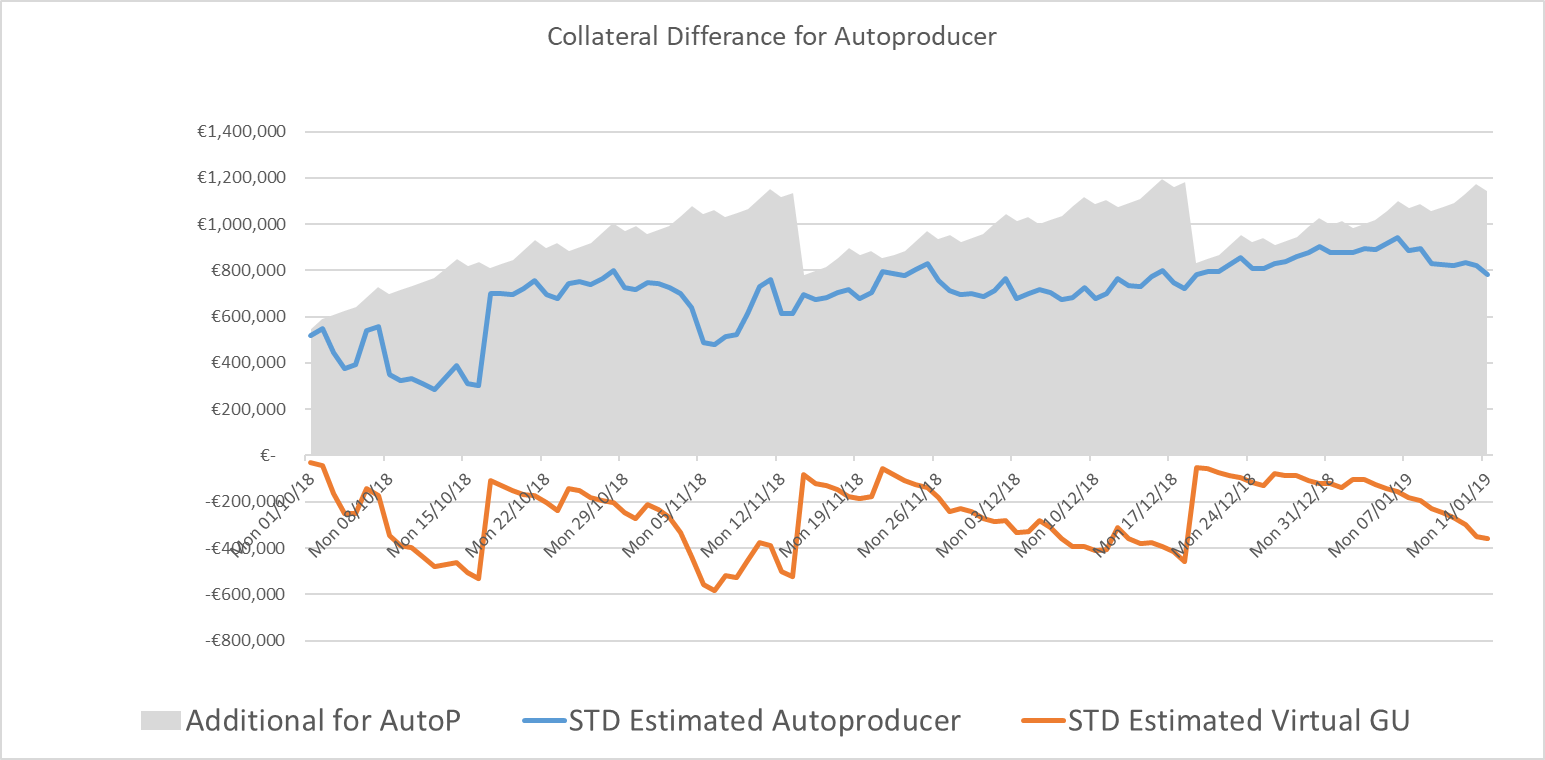 Collateral Differance for Autoproducer
€1,400,000
€1,200,000
€1,000,000
€800,000
€600,000
€400,000
€200,000
€-
-€200,000
-€400,000
-€600,000
-€800,000
Mon 01/10/18
Mon 08/10/18
Mon 15/10/18
Mon 22/10/18
Mon 29/10/18
Mon 05/11/18
Mon 12/11/18
Mon 19/11/18
Mon 26/11/18
Mon 03/12/18
Mon 10/12/18
Mon 17/12/18
Mon 24/12/18
Mon 31/12/18
Mon 07/01/19
Mon 14/01/19
Additional for AutoP STD Estimated Autoproducer STD Estimated Virtual GU